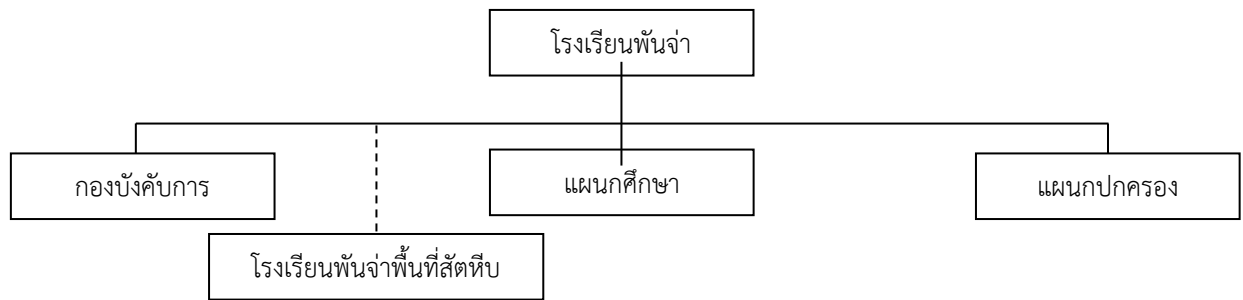 โรงเรียนพันจ่า
กองบังคับการ
แผนกศึกษา
แผนกปกครอง
โรงเรียนพันจ่าพื้นที่สัตหีบ